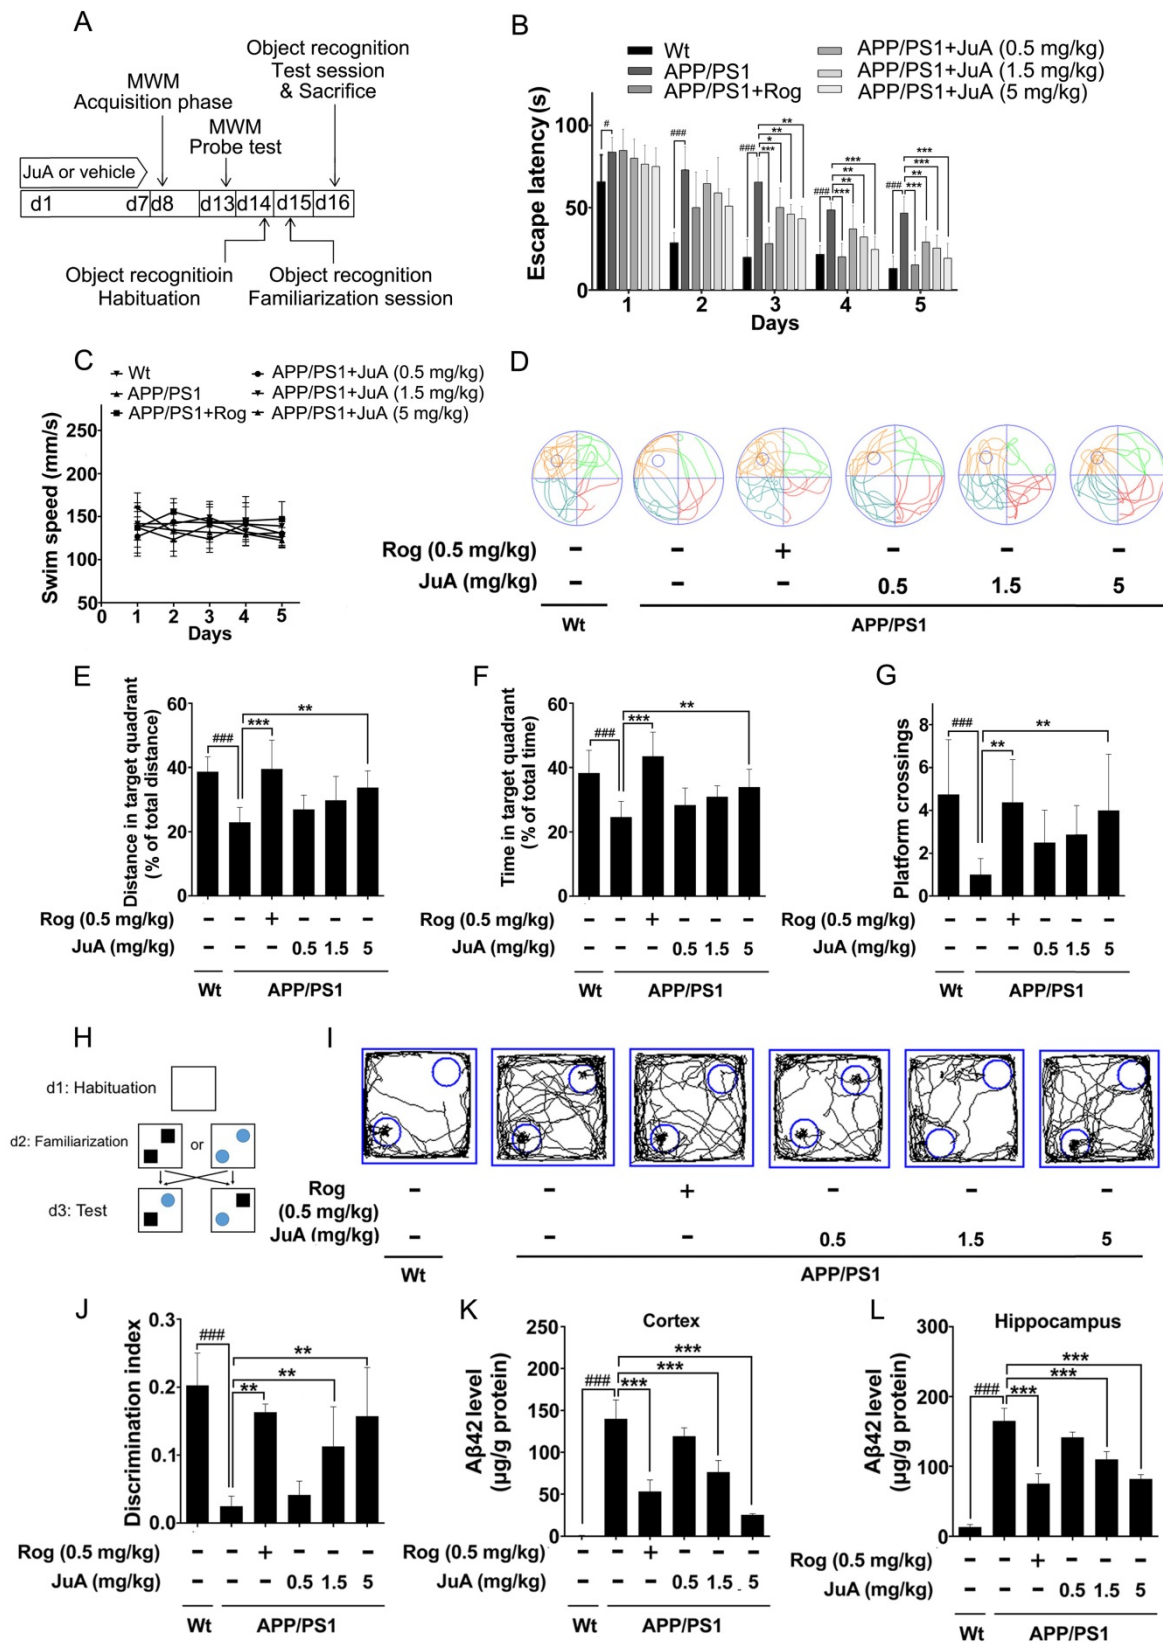 A
Object recognition
Test session
& Sacrifice
MWM
Acquisition phase
MWM
Probe test
JuA or vehicle
d1 d7 d8 d13 d14 d15 d16
Object recognitioin
Habituation
Object recognition
Familiarization session
B
Wt
APP/PS1
APP/PS1+Rog
APP/PS1+JuA (0.5 mg/kg)
APP/PS1+JuA (1.5 mg/kg)
APP/PS1+JuA (5 mg/kg)
Escape latency (s)
100
50
0
# ### ### *** * ** ** ### *** ** ** *** ### *** ** *** ***
1 2 3 4 5
Days
C
Wt
APP/PS1
APP/PS1+Rog
APP/PS1+JuA (0.5 mg/kg)
APP/PS1+JuA (1.5 mg/kg)
APP/PS1+JuA (5 mg/kg)
Swim speed (mm/s)
250
200
150
100
50
0 1 2 3 4 5
Days
D
Rog (0.5 mg/kg) - - + - - -
JuA (mg/kg) - - - 0.5 1.5 5
Wt APP/PS1
E
Distance in target quadrant
(% of total distance)
60
40
20
0
### *** **
Rog (0.5 mg/kg) - - + - - -
JuA (mg/kg) - - - 0.5 1.5 5
Wt APP/PS1
F
Time in target quadrant
(% of total time)
60
40
20
0
### *** **
Rog (0.5 mg/kg) - - + - - -
JuA (mg/kg) - - - 0.5 1.5 5
Wt APP/PS1
G
Platform crossings
8
6
4
2
0
### ** **
Rog (0.5 mg/kg) - - + - - -
JuA (mg/kg) - - - 0.5 1.5 5
Wt APP/PS1
H
d1: Habituation
d2: Familiarization or
d3: Test
I
Rog
(0.5 mg/kg) - - + - - -
JuA (mg/kg) - - - 0.5 1.5 5
Wt APP/PS1
J
Discrimination index
0.3
0.2
0.1
0.0
### ** ** **
Rog (0.5 mg/kg) - - + - - -
JuA (mg/kg) - - - 0.5 1.5 5
Wt APP/PS1
K
Cortex
Aβ42 level
(µg/g protein)
250
200
150
100
50
0
### *** *** ***
Rog (0.5 mg/kg) - - + - - -
JuA (mg/kg) - - - 0.5 1.5 5
Wt APP/PS1
L
Hippocampus
Aβ42 level
(µg/g protein)
300
200
100
0
### *** *** ***
Rog (0.5 mg/kg) - - + - - -
JuA (mg/kg) - - - 0.5 1.5 5
Wt APP/PS1